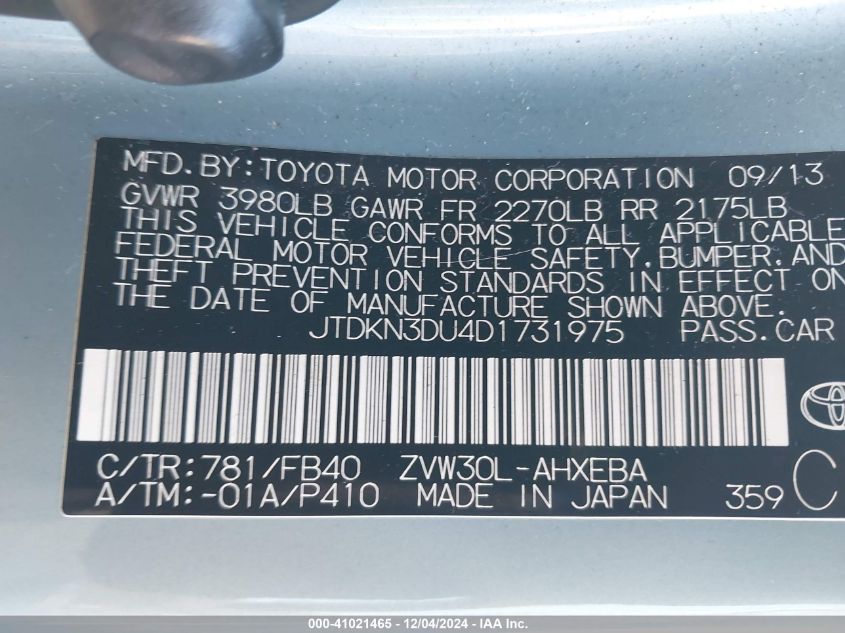 MFD.BY:TOYOTA MOTOR CORPORATION 09/13
GVWR 3980LB GAWR FR 2270LB RR 2175LB
THIS VEHICLE CONFORMS TO ALL APPLICABLE
FEDERAL MOTOR VEHICLE SAFETY.BUMPER.AND
THEFT PREVENTION STANDARDS IN EFFECT ON
THE DATE OF MANUFACTURE SHOWN ABOVE.
JTDKN3DU4D1731975 PASS.CAR
C/TR:781/FB40 ZVW30L-AHXEBA
A/TM:-01A/P410 MADE IN JAPAN 359 C
000-41021465 - 12/04/2024 - IAA Inc.